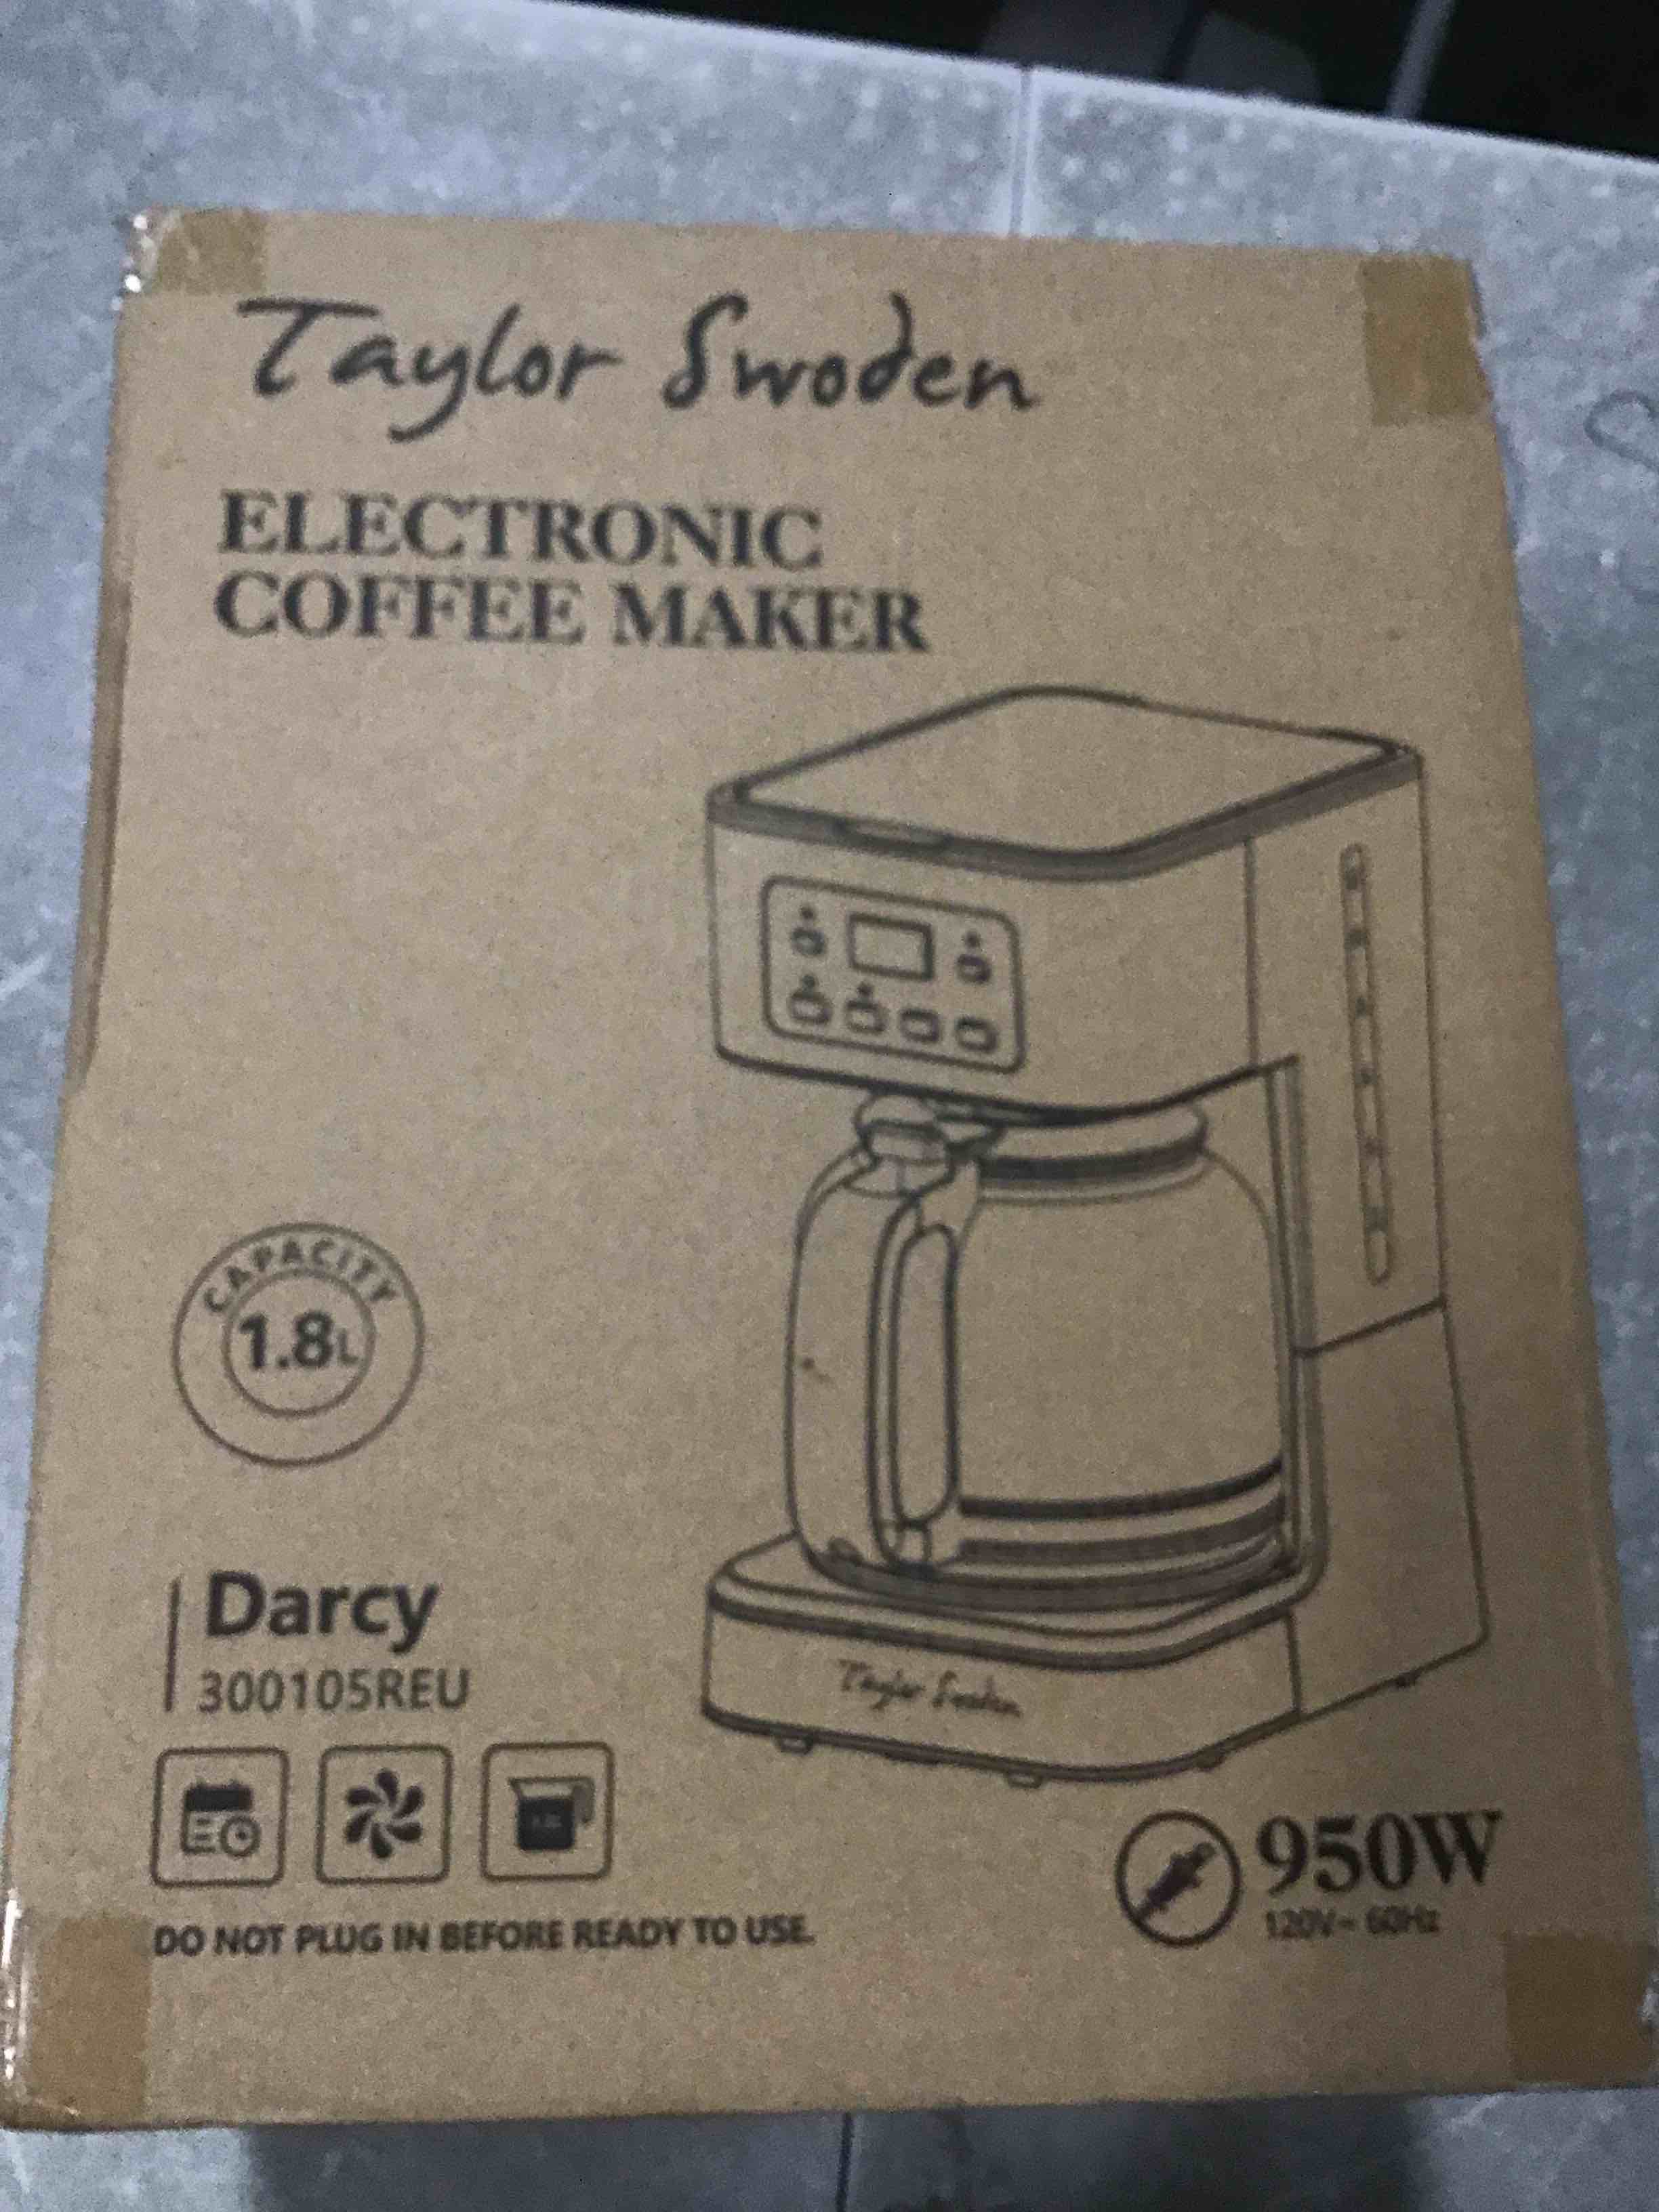 Taylor Swoden
ELECTRONIC
COFFEE MAKER
CAPACITY
1.8L
Darcy
300105REU
Taylor Swoden
DO NOT PLUG IN BEFORE READY TO USE.
950W
120V~ 60Hz